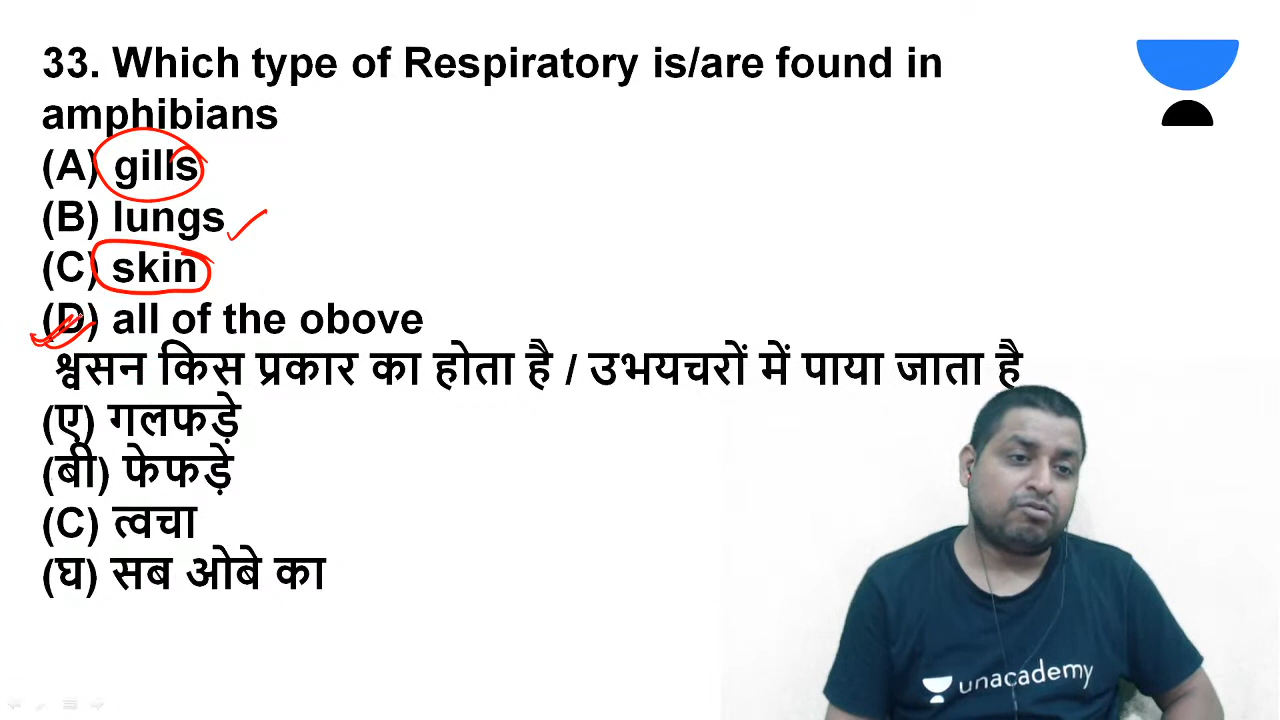 33. Which type of Respiratory is/are found in
amphibians
(A) gills
(B) lungs
(C) skin
(D) all of the obove
श्वसन किस प्रकार का होता है / उभयचरों में पाया जाता है
(ए) गलफड़े
(बी) फेफड़े
(C) त्वचा
(घ) सब ओबे का
unacademy